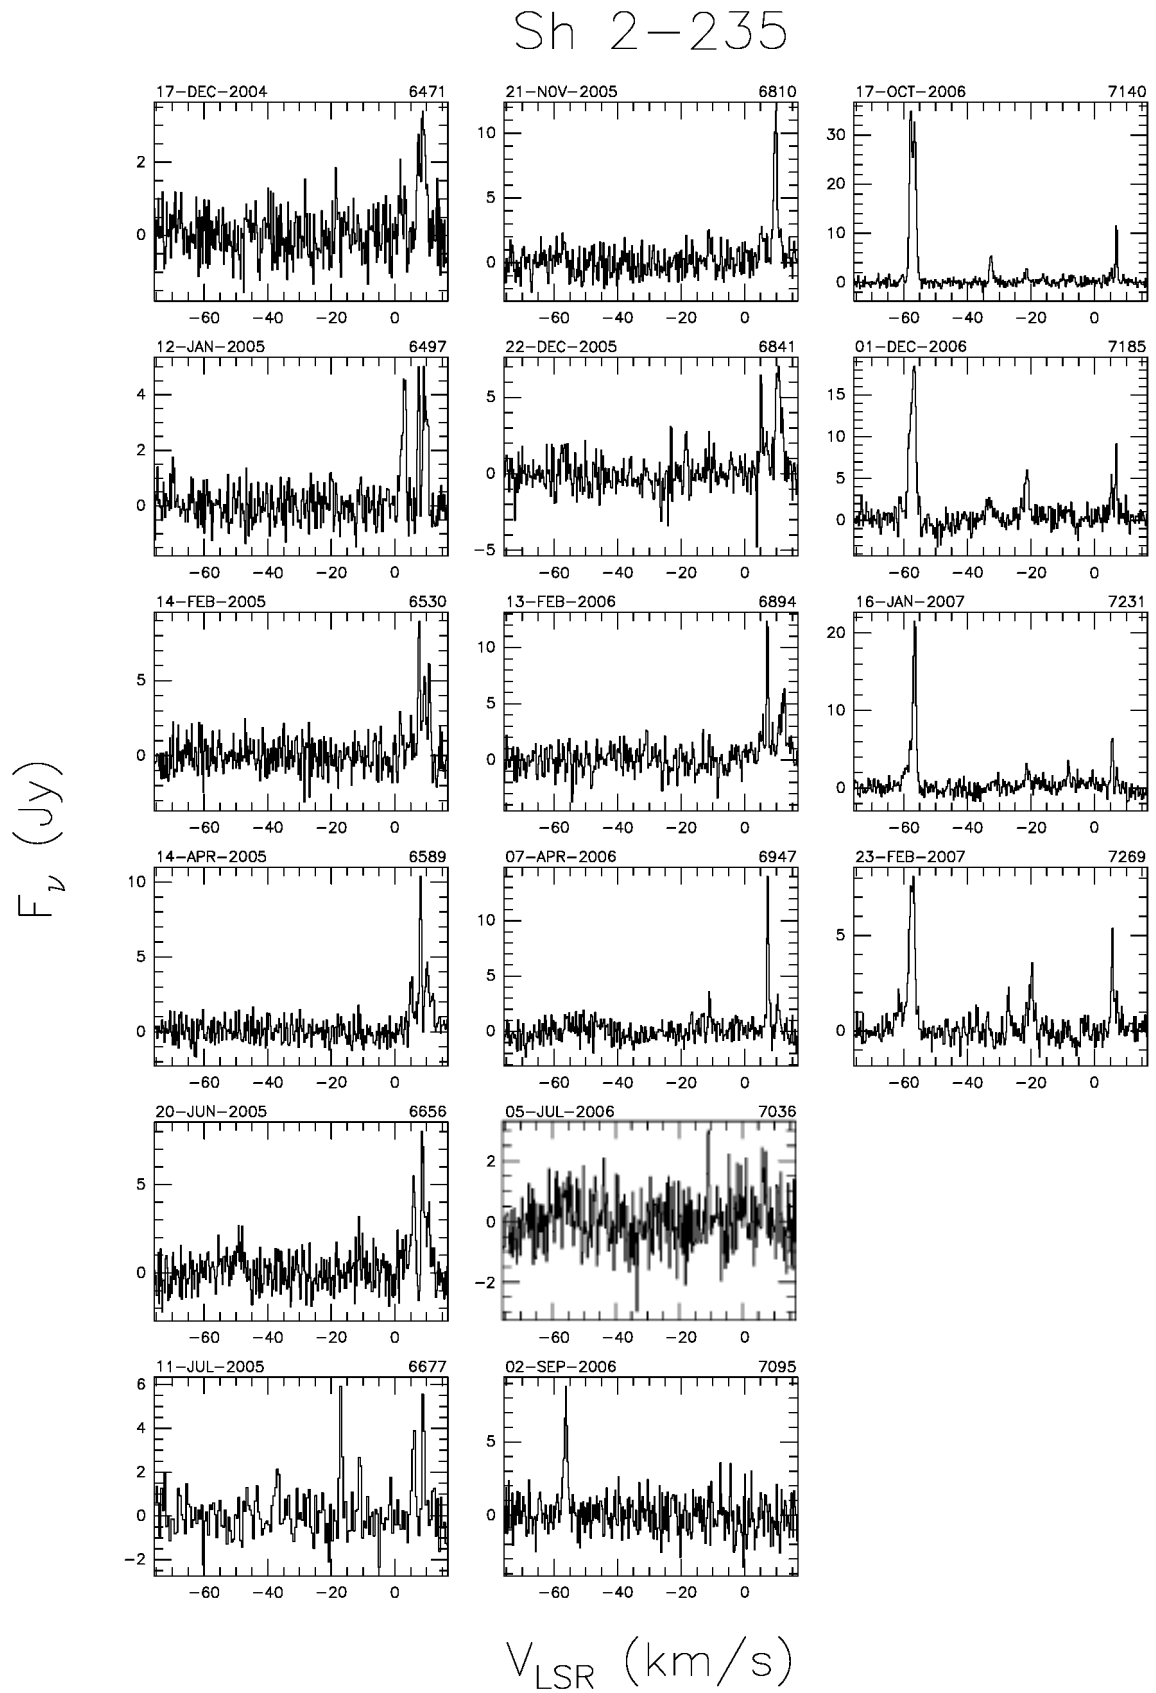 Sh 2-235
17-DEC-2004 6471
2
0
-60 -40 -20 0
21-NOV-2005 6810
10
5
0
-60 -40 -20 0
17-OCT-2006 7140
30
20
10
0
-60 -40 -20 0
12-JAN-2005 6497
4
2
0
-60 -40 -20 0
22-DEC-2005 6841
5
0
-5
-60 -40 -20 0
01-DEC-2006 7185
15
10
5
0
-60 -40 -20 0
14-FEB-2005 6530
5
0
-60 -40 -20 0
13-FEB-2006 6894
10
5
0
-60 -40 -20 0
16-JAN-2007 7231
20
10
0
-60 -40 -20 0
14-APR-2005 6589
10
5
0
-60 -40 -20 0
07-APR-2006 6947
10
5
0
-60 -40 -20 0
23-FEB-2007 7269
5
0
-60 -40 -20 0
20-JUN-2005 6656
5
0
-60 -40 -20 0
05-JUL-2006 7036
2
0
-2
-60 -40 -20 0
11-JUL-2005 6677
6
4
2
0
-2
-60 -40 -20 0
02-SEP-2006 7095
5
0
-60 -40 -20 0
F_ν (Jy)
V_LSR (km/s)